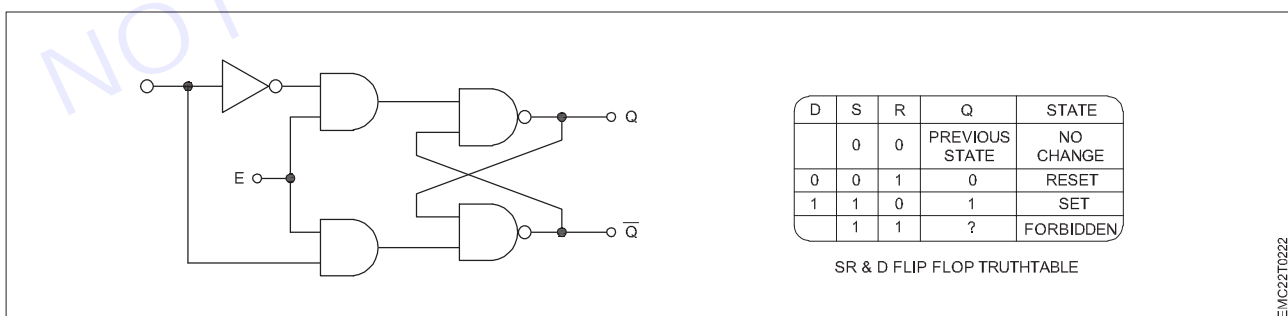 NOT
Q
E
Q̅
D S R Q STATE
0 0 PREVIOUS STATE NO CHANGE
0 0 1 0 RESET
1 1 0 1 SET
1 1 ? FORBIDDEN
SR & D FLIP FLOP TRUTHTABLE
EMC22T0222